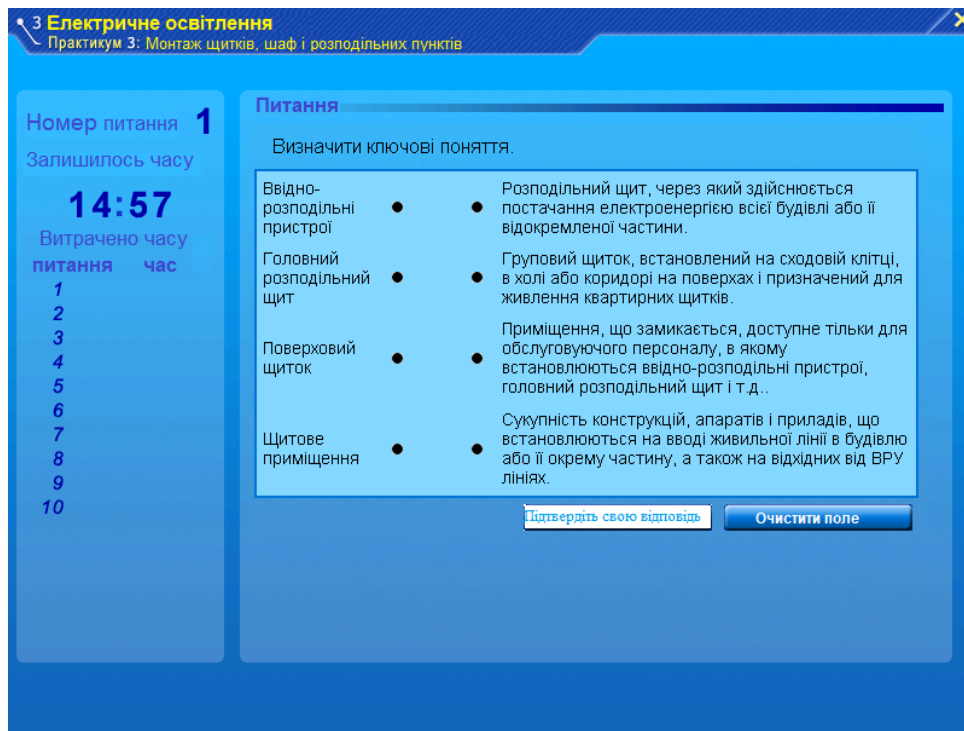 3 Електричне освітлення
Практикум 3: Монтаж щитків, шаф і розподільних пунктів
Номер питання 1
Залишилось часу
14:57
Витрачено часу
питання час
1
2
3
4
5
6
7
8
9
10
Питання
Визначити ключові поняття.
Ввідно-
розподільні
пристрої
Розподільний щит, через який здійснюється
постачання електроенергією всієї будівлі або її
відокремленої частини.
Головний
розподільний
щит
Груповий щиток, встановлений на сходовій клітці,
в холі або коридорі на поверхах і призначений для
живлення квартирних щитків.
Поверховий
щиток
Приміщення, що замикається, доступне тільки для
обслуговуючого персоналу, в якому
встановлюються ввідно-розподільні пристрої,
головний розподільний щит і т.д..
Щитове
приміщення
Сукупність конструкцій, апаратів і приладів, що
встановлюються на вводі живильної лінії в будівлю
або її окрему частину, а також на відхідних від ВРУ
лініях.
Підтвердіть свою відповідь
Очистити поле